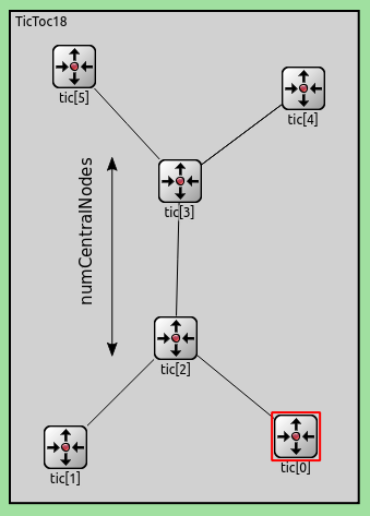 TicToc18
tic[5]
tic[4]
tic[3]
numCentralNodes
tic[2]
tic[1]
tic[0]